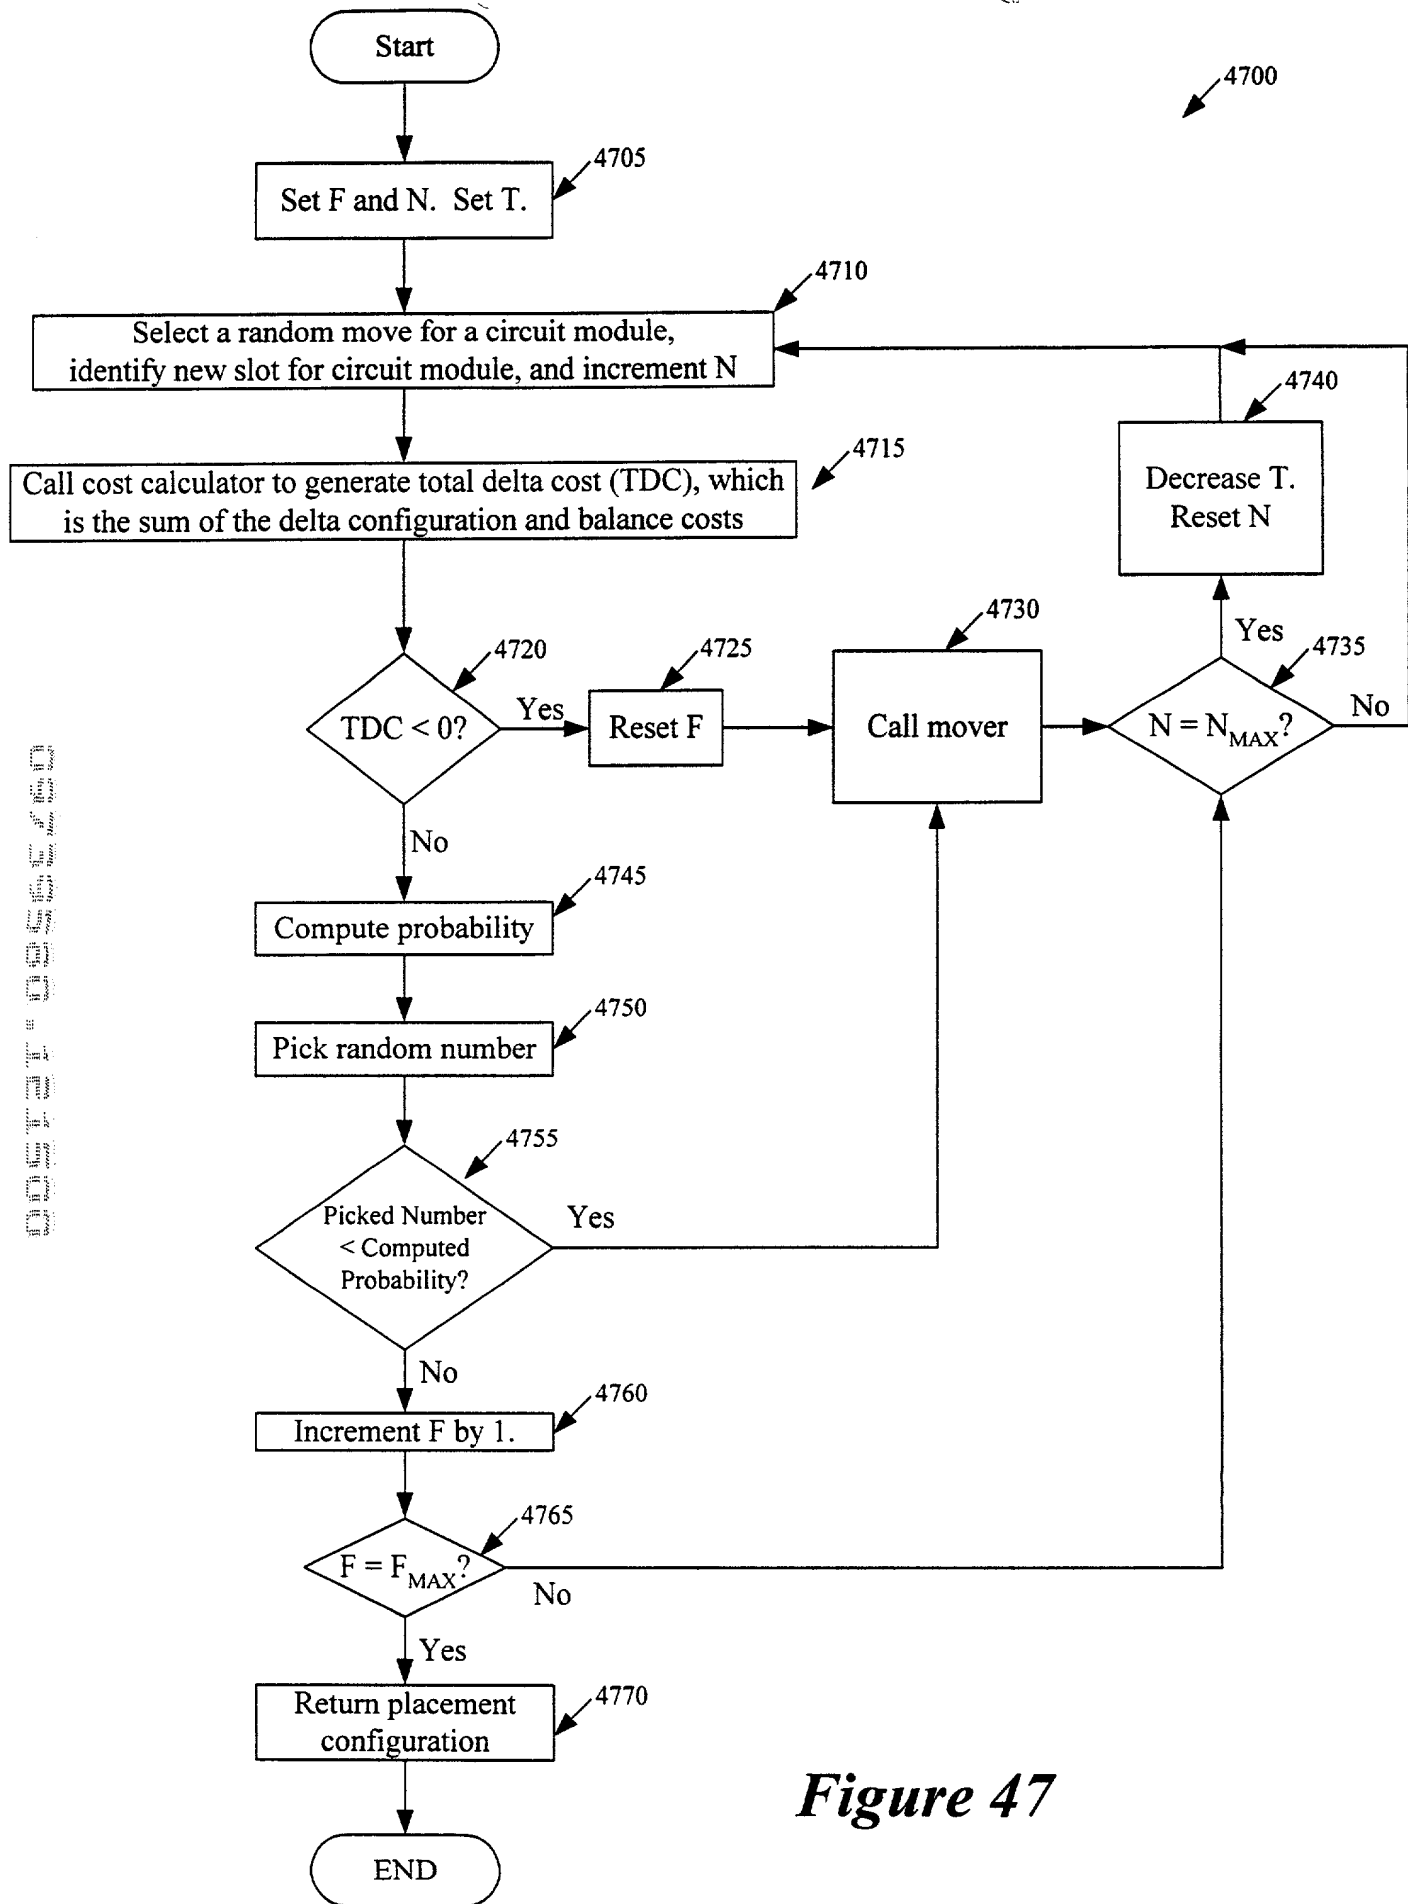 Start
4700
4705
Set F and N. Set T.
4710
Select a random move for a circuit module,
identify new slot for circuit module, and increment N
4740
Decrease T.
Reset N
4715
Call cost calculator to generate total delta cost (TDC), which
is the sum of the delta configuration and balance costs
4720
TDC < 0?
Yes
4725
Reset F
4730
Call mover
Yes
4735
N = NMAX?
No
No
4745
Compute probability
4750
Pick random number
4755
Picked Number
< Computed
Probability?
Yes
No
4760
Increment F by 1.
4765
F = FMAX?
No
Yes
4770
Return placement
configuration
END
Figure 47